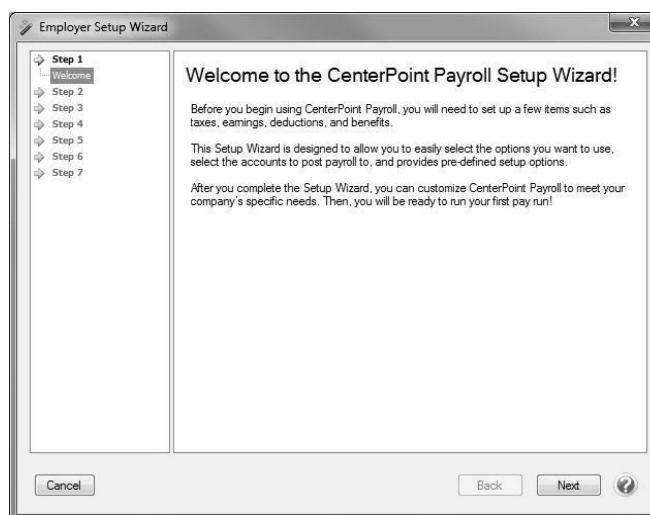 Employer Setup Wizard
Step 1
Welcome
Step 2
Step 3
Step 4
Step 5
Step 6
Step 7
Welcome to the CenterPoint Payroll Setup Wizard!
Before you begin using CenterPoint Payroll, you will need to set up a few items such as
taxes, earnings, deductions, and benefits.
This Setup Wizard is designed to allow you to easily select the options you want to use,
select the accounts to post payroll to, and provides pre-defined setup options.
After you complete the Setup Wizard, you can customize CenterPoint Payroll to meet your
company's specific needs. Then, you will be ready to run your first pay run!
Cancel
Back
Next
?